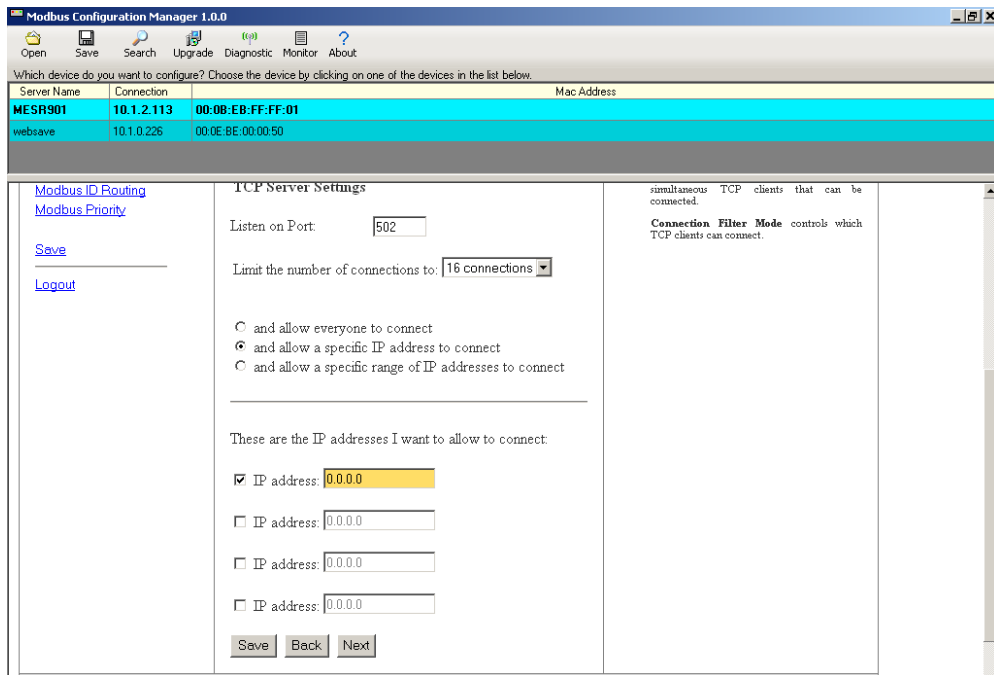 Modbus Configuration Manager 1.0.0
Open Save Search Upgrade Diagnostic Monitor About
Which device do you want to configure? Choose the device by clicking on one of the devices in the list below.
Server Name Connection Mac Address
MESR901 10.1.2.113 00:0B:EB:FF:FF:01
websave 10.1.0.226 00:0E:BE:00:00:50
Modbus ID Routing
Modbus Priority
Save
Logout
TCP Server Settings
Listen on Port: 502
Limit the number of connections to: 16 connections
and allow everyone to connect
and allow a specific IP address to connect
and allow a specific range of IP addresses to connect
These are the IP addresses I want to allow to connect:
IP address: 0.0.0.0
IP address: 0.0.0.0
IP address: 0.0.0.0
IP address: 0.0.0.0
Save Back Next
simultaneous TCP clients that can be
connected.
Connection Filter Mode controls which
TCP clients can connect.